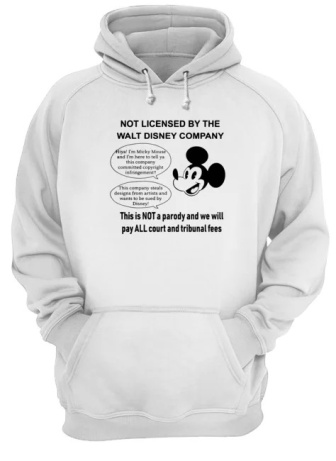 NOT LICENSED BY THE
WALT DISNEY COMPANY
Heya! I'm Micky Mouse
and I'm here to tell ya
this company
committed copyright
infringement!
This company steals
designs from artists and
wants to be sued by
Disney!
This is NOT a parody and we will
pay ALL court and tribunal fees